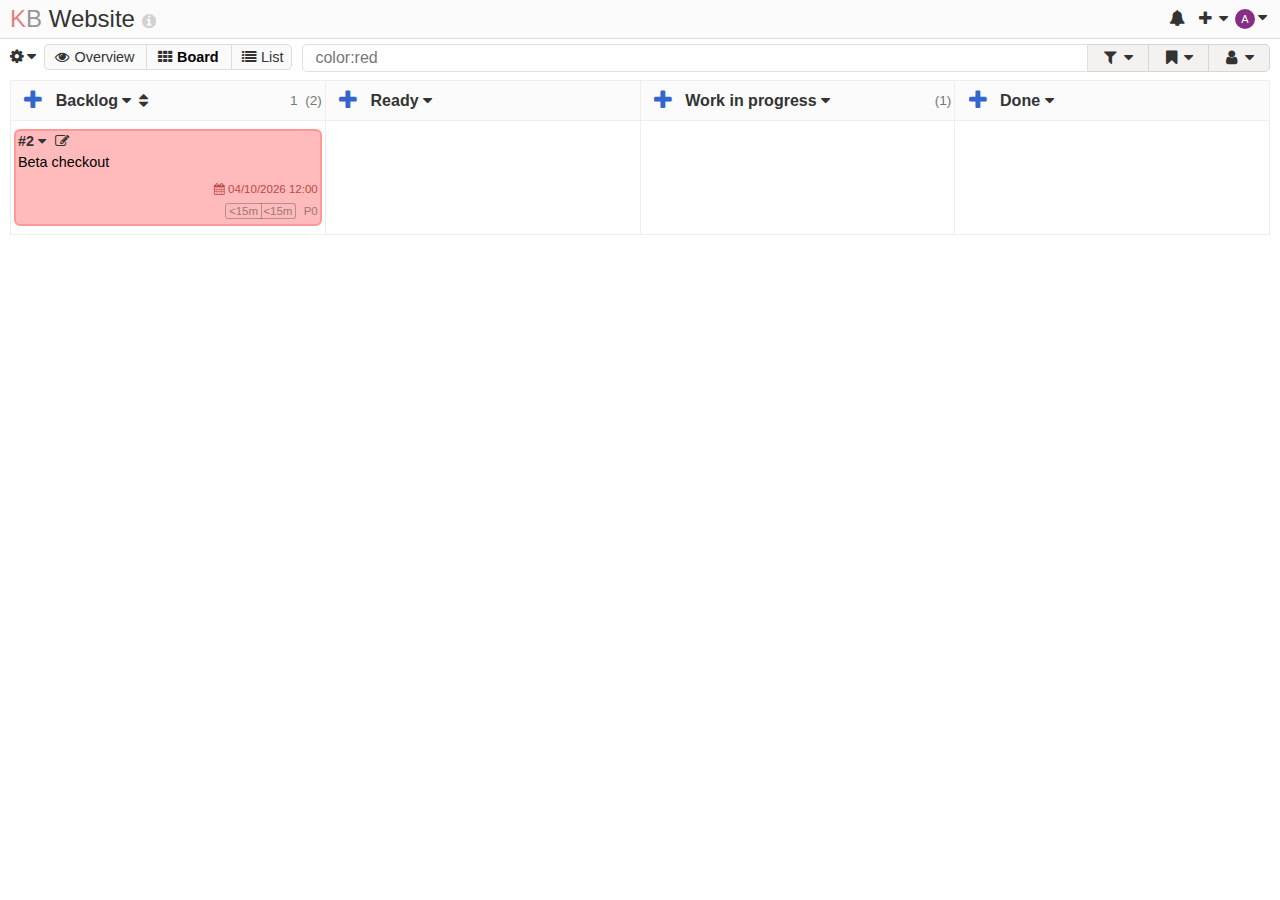 KB Website
A
Overview Board List color:red
Backlog 1 (2) Ready Work in progress (1) Done
#2
Beta checkout
04/10/2026 12:00
<15m <15m P0